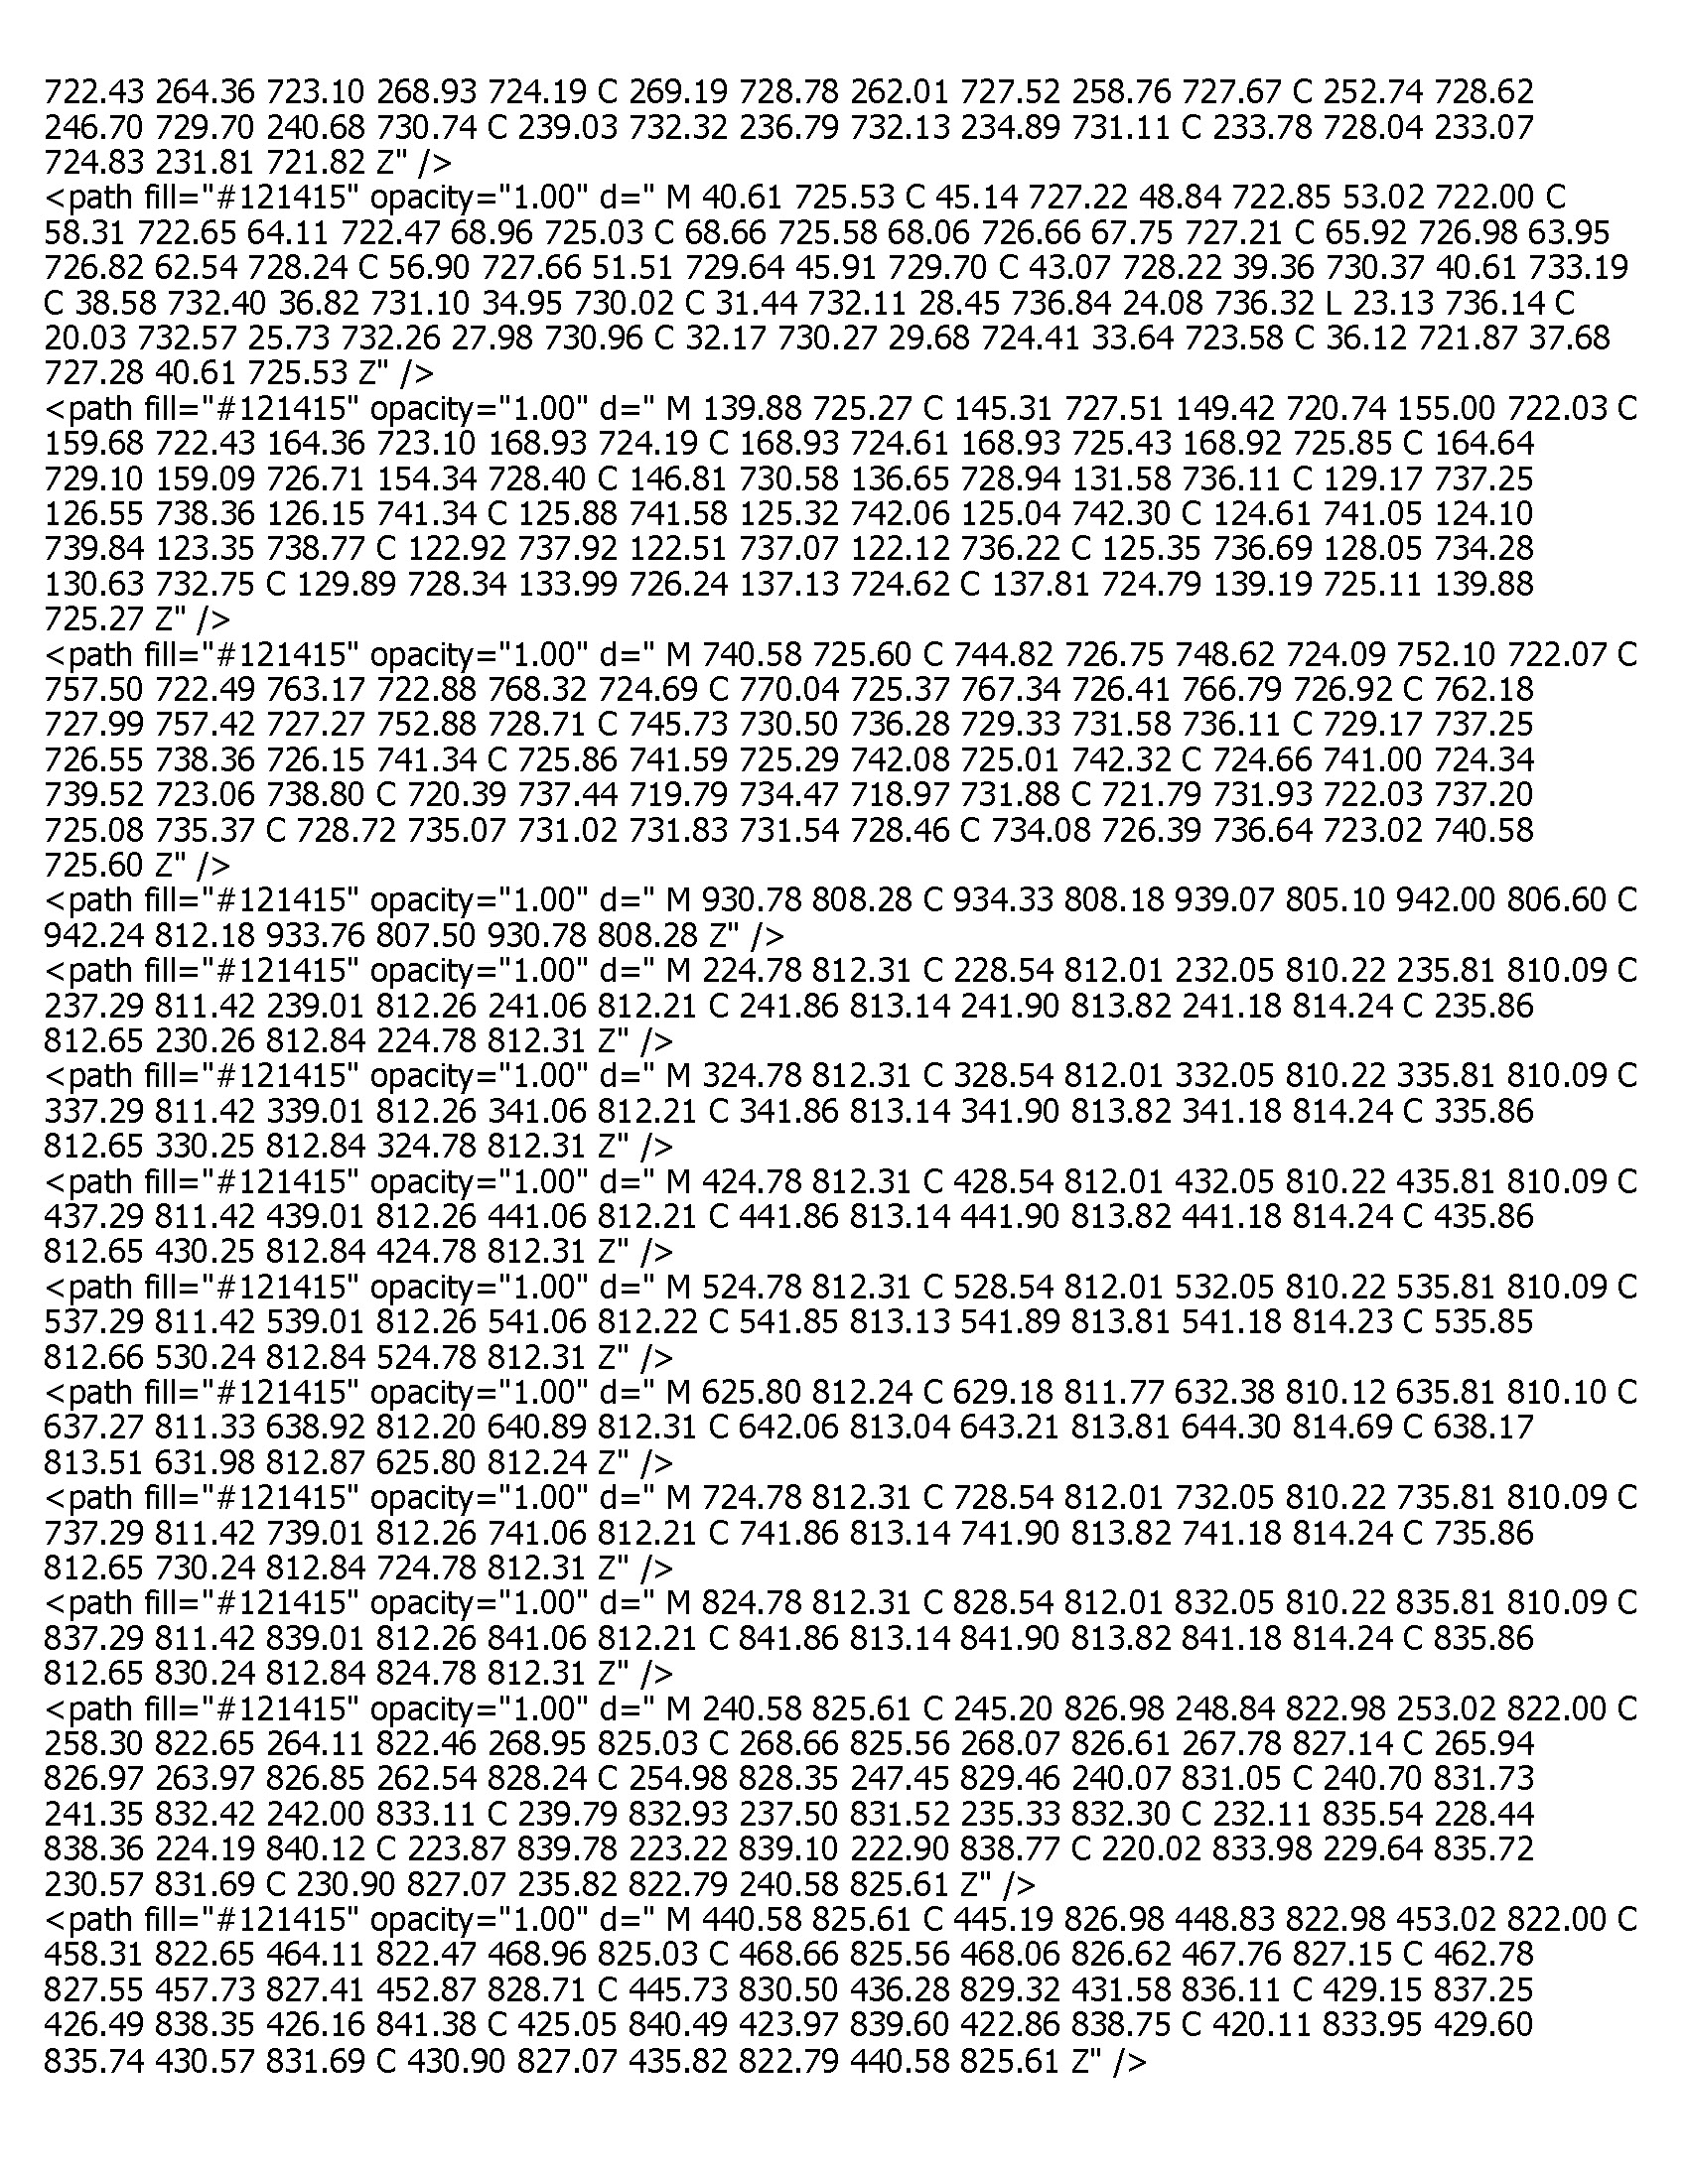 722.43 264.36 723.10 268.93 724.19 C 269.19 728.78 262.01 727.52 258.76 727.67 C 252.74 728.62
246.70 729.70 240.68 730.74 C 239.03 732.32 236.79 732.13 234.89 731.11 C 233.78 728.04 233.07
724.83 231.81 721.82 Z" />
<path fill="#121415" opacity="1.00" d=" M 40.61 725.53 C 45.14 727.22 48.84 722.85 53.02 722.00 C
58.31 722.65 64.11 722.47 68.96 725.03 C 68.66 725.58 68.06 726.66 67.75 727.21 C 65.92 726.98 63.95
726.82 62.54 728.24 C 56.90 727.66 51.51 729.64 45.91 729.70 C 43.07 728.22 39.36 730.37 40.61 733.19
C 38.58 732.40 36.82 731.10 34.95 730.02 C 31.44 732.11 28.45 736.84 24.08 736.32 L 23.13 736.14 C
20.03 732.57 25.73 732.26 27.98 730.96 C 32.17 730.27 29.68 724.41 33.64 723.58 C 36.12 721.87 37.68
727.28 40.61 725.53 Z" />
<path fill="#121415" opacity="1.00" d=" M 139.88 725.27 C 145.31 727.51 149.42 720.74 155.00 722.03 C
159.68 722.43 164.36 723.10 168.93 724.19 C 168.93 724.61 168.93 725.43 168.92 725.85 C 164.64
729.10 159.09 726.71 154.34 728.40 C 146.81 730.58 136.65 728.94 131.58 736.11 C 129.17 737.25
126.55 738.36 126.15 741.34 C 125.88 741.58 125.32 742.06 125.04 742.30 C 124.61 741.05 124.10
739.84 123.35 738.77 C 122.92 737.92 122.51 737.07 122.12 736.22 C 125.35 736.69 128.05 734.28
130.63 732.75 C 129.89 728.34 133.99 726.24 137.13 724.62 C 137.81 724.79 139.19 725.11 139.88
725.27 Z" />
<path fill="#121415" opacity="1.00" d=" M 740.58 725.60 C 744.82 726.75 748.62 724.09 752.10 722.07 C
757.50 722.49 763.17 722.88 768.32 724.69 C 770.04 725.37 767.34 726.41 766.79 726.92 C 762.18
727.99 757.42 727.27 752.88 728.71 C 745.73 730.50 736.28 729.33 731.58 736.11 C 729.17 737.25
726.55 738.36 726.15 741.34 C 725.86 741.59 725.29 742.08 725.01 742.32 C 724.66 741.00 724.34
739.52 723.06 738.80 C 720.39 737.44 719.79 734.47 718.97 731.88 C 721.79 731.93 722.03 737.20
725.08 735.37 C 728.72 735.07 731.02 731.83 731.54 728.46 C 734.08 726.39 736.64 723.02 740.58
725.60 Z" />
<path fill="#121415" opacity="1.00" d=" M 930.78 808.28 C 934.33 808.18 939.07 805.10 942.00 806.60 C
942.24 812.18 933.76 807.50 930.78 808.28 Z" />
<path fill="#121415" opacity="1.00" d=" M 224.78 812.31 C 228.54 812.01 232.05 810.22 235.81 810.09 C
237.29 811.42 239.01 812.26 241.06 812.21 C 241.86 813.14 241.90 813.82 241.18 814.24 C 235.86
812.65 230.26 812.84 224.78 812.31 Z" />
<path fill="#121415" opacity="1.00" d=" M 324.78 812.31 C 328.54 812.01 332.05 810.22 335.81 810.09 C
337.29 811.42 339.01 812.26 341.06 812.21 C 341.86 813.14 341.90 813.82 341.18 814.24 C 335.86
812.65 330.25 812.84 324.78 812.31 Z" />
<path fill="#121415" opacity="1.00" d=" M 424.78 812.31 C 428.54 812.01 432.05 810.22 435.81 810.09 C
437.29 811.42 439.01 812.26 441.06 812.21 C 441.86 813.14 441.90 813.82 441.18 814.24 C 435.86
812.65 430.25 812.84 424.78 812.31 Z" />
<path fill="#121415" opacity="1.00" d=" M 524.78 812.31 C 528.54 812.01 532.05 810.22 535.81 810.09 C
537.29 811.42 539.01 812.26 541.06 812.22 C 541.85 813.13 541.89 813.81 541.18 814.23 C 535.85
812.66 530.24 812.84 524.78 812.31 Z" />
<path fill="#121415" opacity="1.00" d=" M 625.80 812.24 C 629.18 811.77 632.38 810.12 635.81 810.10 C
637.27 811.33 638.92 812.20 640.89 812.31 C 642.06 813.04 643.21 813.81 644.30 814.69 C 638.17
813.51 631.98 812.87 625.80 812.24 Z" />
<path fill="#121415" opacity="1.00" d=" M 724.78 812.31 C 728.54 812.01 732.05 810.22 735.81 810.09 C
737.29 811.42 739.01 812.26 741.06 812.21 C 741.86 813.14 741.90 813.82 741.18 814.24 C 735.86
812.65 730.24 812.84 724.78 812.31 Z" />
<path fill="#121415" opacity="1.00" d=" M 824.78 812.31 C 828.54 812.01 832.05 810.22 835.81 810.09 C
837.29 811.42 839.01 812.26 841.06 812.21 C 841.86 813.14 841.90 813.82 841.18 814.24 C 835.86
812.65 830.24 812.84 824.78 812.31 Z" />
<path fill="#121415" opacity="1.00" d=" M 240.58 825.61 C 245.20 826.98 248.84 822.98 253.02 822.00 C
258.30 822.65 264.11 822.46 268.95 825.03 C 268.66 825.56 268.07 826.61 267.78 827.14 C 265.94
826.97 263.97 826.85 262.54 828.24 C 254.98 828.35 247.45 829.46 240.07 831.05 C 240.70 831.73
241.35 832.42 242.00 833.11 C 239.79 832.93 237.50 831.52 235.33 832.30 C 232.11 835.54 228.44
838.36 224.19 840.12 C 223.87 839.78 223.22 839.10 222.90 838.77 C 220.02 833.98 229.64 835.72
230.57 831.69 C 230.90 827.07 235.82 822.79 240.58 825.61 Z" />
<path fill="#121415" opacity="1.00" d=" M 440.58 825.61 C 445.19 826.98 448.83 822.98 453.02 822.00 C
458.31 822.65 464.11 822.47 468.96 825.03 C 468.66 825.56 468.06 826.62 467.76 827.15 C 462.78
827.55 457.73 827.41 452.87 828.71 C 445.73 830.50 436.28 829.32 431.58 836.11 C 429.15 837.25
426.49 838.35 426.16 841.38 C 425.05 840.49 423.97 839.60 422.86 838.75 C 420.11 833.95 429.60
835.74 430.57 831.69 C 430.90 827.07 435.82 822.79 440.58 825.61 Z" />